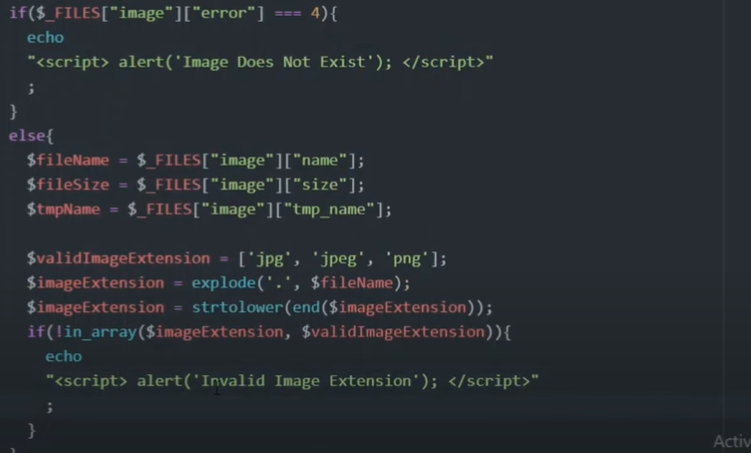 if($_FILES["image"]["error"] === 4){
echo
"<script> alert('Image Does Not Exist'); </script>"
;
}
else{
$fileName = $_FILES["image"]["name"];
$fileSize = $_FILES["image"]["size"];
$tmpName = $_FILES["image"]["tmp_name"];
$validImageExtension = ['jpg', 'jpeg', 'png'];
$imageExtension = explode('.', $fileName);
$imageExtension = strtolower(end($imageExtension));
if(!in_array($imageExtension, $validImageExtension)){
echo
"<script> alert('Invalid Image Extension'); </script>"
;
}
Activ